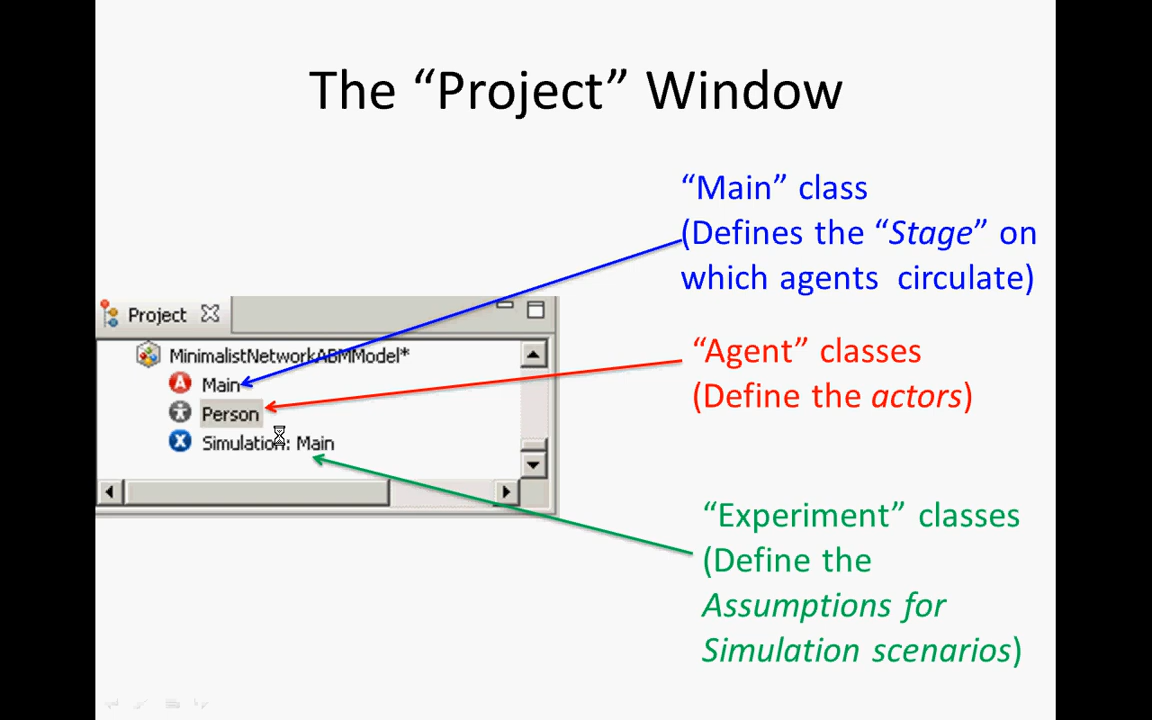 The “Project” Window
“Main” class
(Defines the “Stage” on
which agents circulate)
Project
MinimalistNetworkABMModel*
Main
Person
Simulation: Main
“Agent” classes
(Define the actors)
“Experiment” classes
(Define the
Assumptions for
Simulation scenarios)